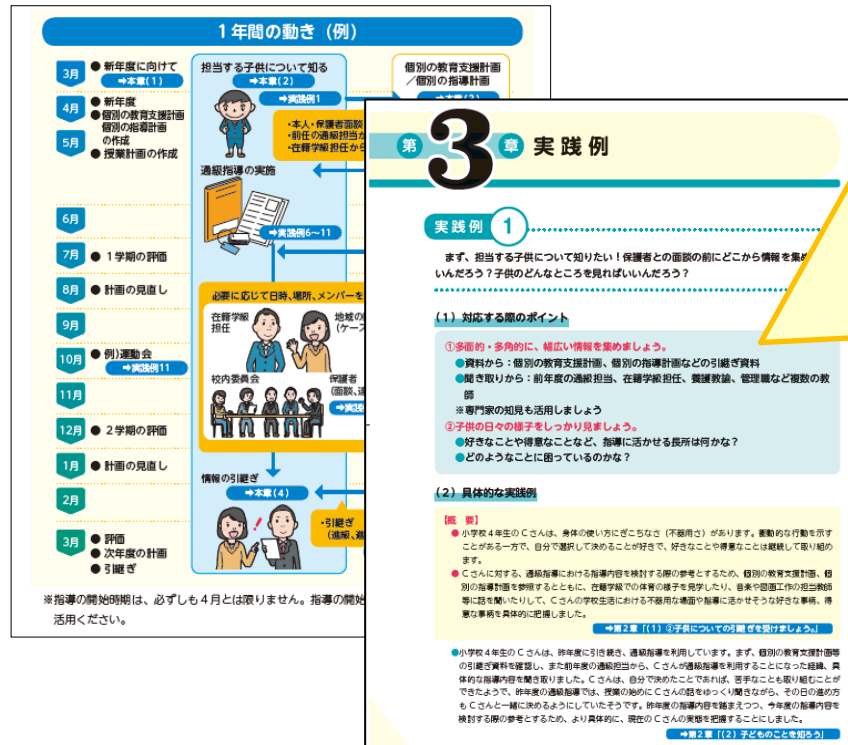 1年間の動き（例）
3月
● 新年度に向けて
➡本章(1)
4月
● 新年度
● 個別の教育支援計画
個別の指導計画
の作成
5月
● 授業計画の作成
6月
7月
● 1学期の評価
8月
● 計画の見直し
9月
10月
● 例)運動会
➡実践例11
11月
12月
● 2学期の評価
1月
● 計画の見直し
2月
3月
● 評価
● 次年度の計画
● 引継ぎ
担当する子供について知る
➡本章(2)
➡実践例1
・本人・保護者面談
・前任の通級担当か
・在籍学級担任から
個別の教育支援計画
／個別の指導計画
通級指導の実施
➡実践例6～11
必要に応じて日時、場所、メンバーを
在籍学級
担任
地域の
(ケース
校内委員会
保護者
(面談、連
➡実践
情報の引継ぎ
➡本章(4)
・引継ぎ
(進級、進
※指導の開始時期は、必ずしも4月とは限りません。指導の開始
活用ください。
第3章 実践例
実践例 1
まず、担当する子供について知りたい！保護者との面談の前にどこから情報を集め
いんだろう？子供のどんなところを見ればいいんだろう？
(1) 対応する際のポイント
①多面的・多角的に、幅広い情報を集めましょう。
●資料から：個別の教育支援計画、個別の指導計画などの引継ぎ資料
●聞き取りから：前年度の通級担当、在籍学級担任、養護教諭、管理職など複数の教
師
※専門家の知見も活用しましょう
②子供の日々の様子をしっかり見ましょう。
●好きなことや得意なことなど、指導に活かせる長所は何かな？
●どのようなことに困っているのかな？
(2) 具体的な実践例
【概　要】
● 小学校4年生のCさんは、身体の使い方にぎこちなさ（不器用さ）があります。衝動的な行動を示す
ことがある一方で、自分で選択して決めることが好きで、好きなことや得意なことは継続して取り組め
ます。
● Cさんに対する、通級指導における指導内容を検討する際の参考とするため、個別の教育支援計画、個
別の指導計画を参照するとともに、在籍学級での体育の様子を見学したり、音楽や図画工作の担当教師
等に話を聞いたりして、Cさんの学校生活における不器用な場面や指導に活かせそうな好きな事柄、得
意な事柄を具体的に把握しました。
➡第2章「(1) ②子供についての引継ぎを受けましょう。」
●小学校4年生のCさんは、昨年度に引き続き、通級指導を利用しています。まず、個別の教育支援計画等
の引継ぎ資料を確認し、また前年度の通級担当から、Cさんが通級指導を利用することになった経緯、具
体的な指導内容を聞き取りました。Cさんは、自分で決めたことであれば、苦手なことも取り組むことが
できたようで、昨年度の通級指導では、授業の始めにCさんの話をゆっくり聞きながら、その日の進め方
もCさんと一緒に決めるようにしていたそうです。昨年度の指導内容を踏まえつつ、今年度の指導内容を
検討する際の参考とするため、より具体的に、現在のCさんの実態を把握することにしました。
➡第2章「(2) 子どものことを知ろう」